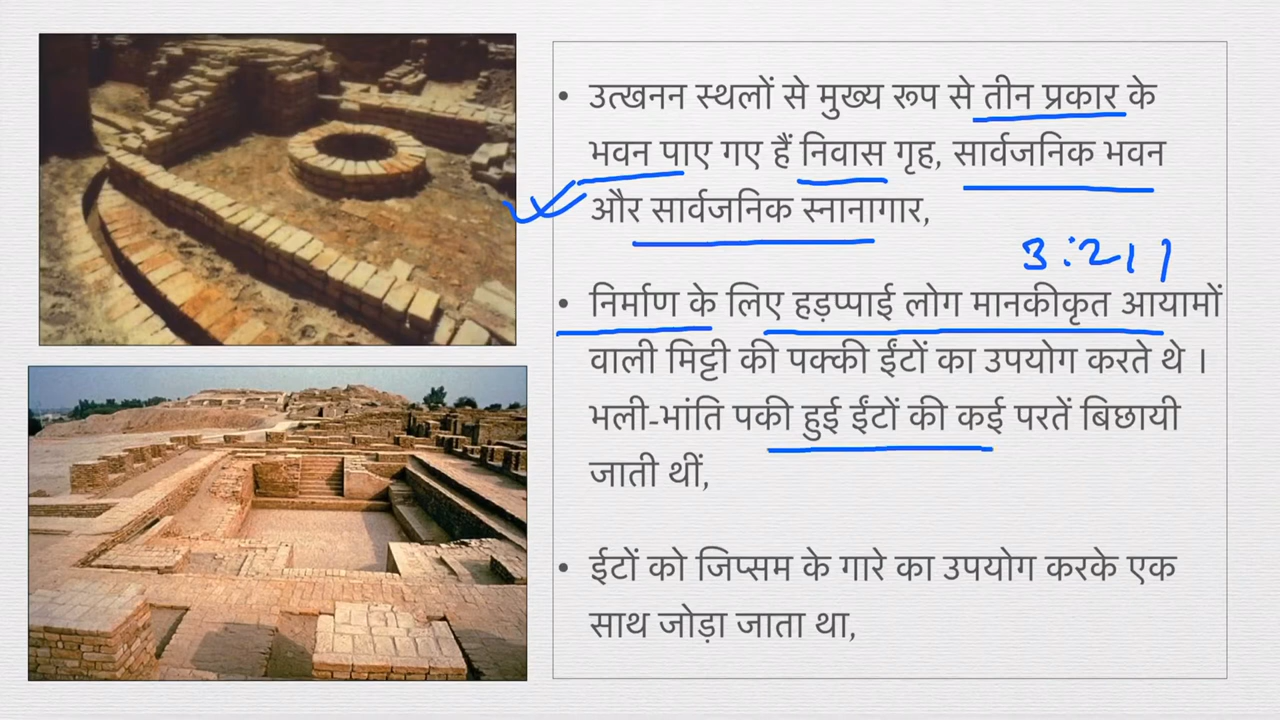 • उत्खनन स्थलों से मुख्य रूप से तीन प्रकार के
भवन पाए गए हैं निवास गृह, सार्वजनिक भवन
और सार्वजनिक स्नानागार,
3:2।।
• निर्माण के लिए हड़प्पाई लोग मानकीकृत आयामों
वाली मिट्टी की पक्की ईंटों का उपयोग करते थे ।
भली-भांति पकी हुई ईंटों की कई परतें बिछायी
जाती थीं,
• ईटों को जिप्सम के गारे का उपयोग करके एक
साथ जोड़ा जाता था,